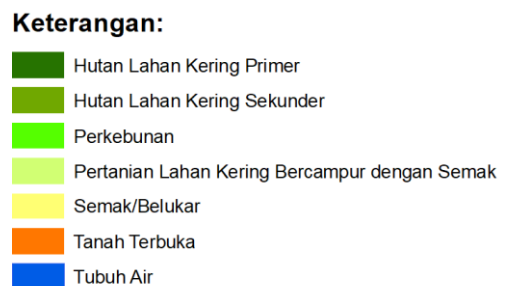 Keterangan:
Hutan Lahan Kering Primer
Hutan Lahan Kering Sekunder
Perkebunan
Pertanian Lahan Kering Bercampur dengan Semak
Semak/Belukar
Tanah Terbuka
Tubuh Air